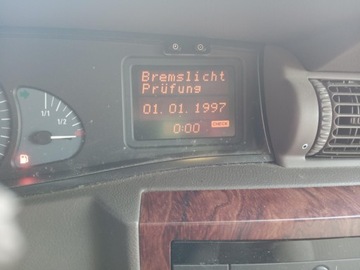 Bremslicht
Prüfung
01.01.1997
0:00 CHECK
1/1
1/2